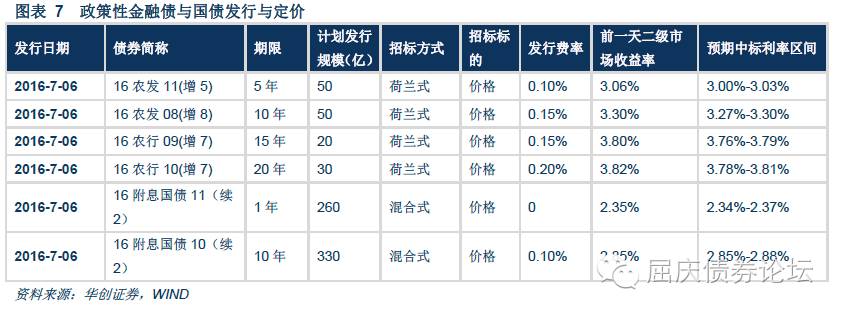 图表 7 政策性金融债与国债发行与定价
发行日期 债券简称 期限 计划发行规模(亿) 招标方式 招标标的 发行费率 前一天二级市场收益率 预期中标利率区间
2016-7-06 16 农发 11(增 5) 5 年 50 荷兰式 价格 0.10% 3.06% 3.00%-3.03%
2016-7-06 16 农发 08(增 8) 10 年 50 荷兰式 价格 0.15% 3.30% 3.27%-3.30%
2016-7-06 16 农行 09(增 7) 15 年 20 荷兰式 价格 0.15% 3.80% 3.76%-3.79%
2016-7-06 16 农行 10(增 7) 20 年 30 荷兰式 价格 0.20% 3.82% 3.78%-3.81%
2016-7-06 16 附息国债 11（续2） 1 年 260 混合式 价格 0 2.35% 2.34%-2.37%
2016-7-06 16 附息国债 10（续2） 10 年 330 混合式 价格 0.10% 2.85%-2.88%
屈庆债券论坛
资料来源：华创证券，WIND